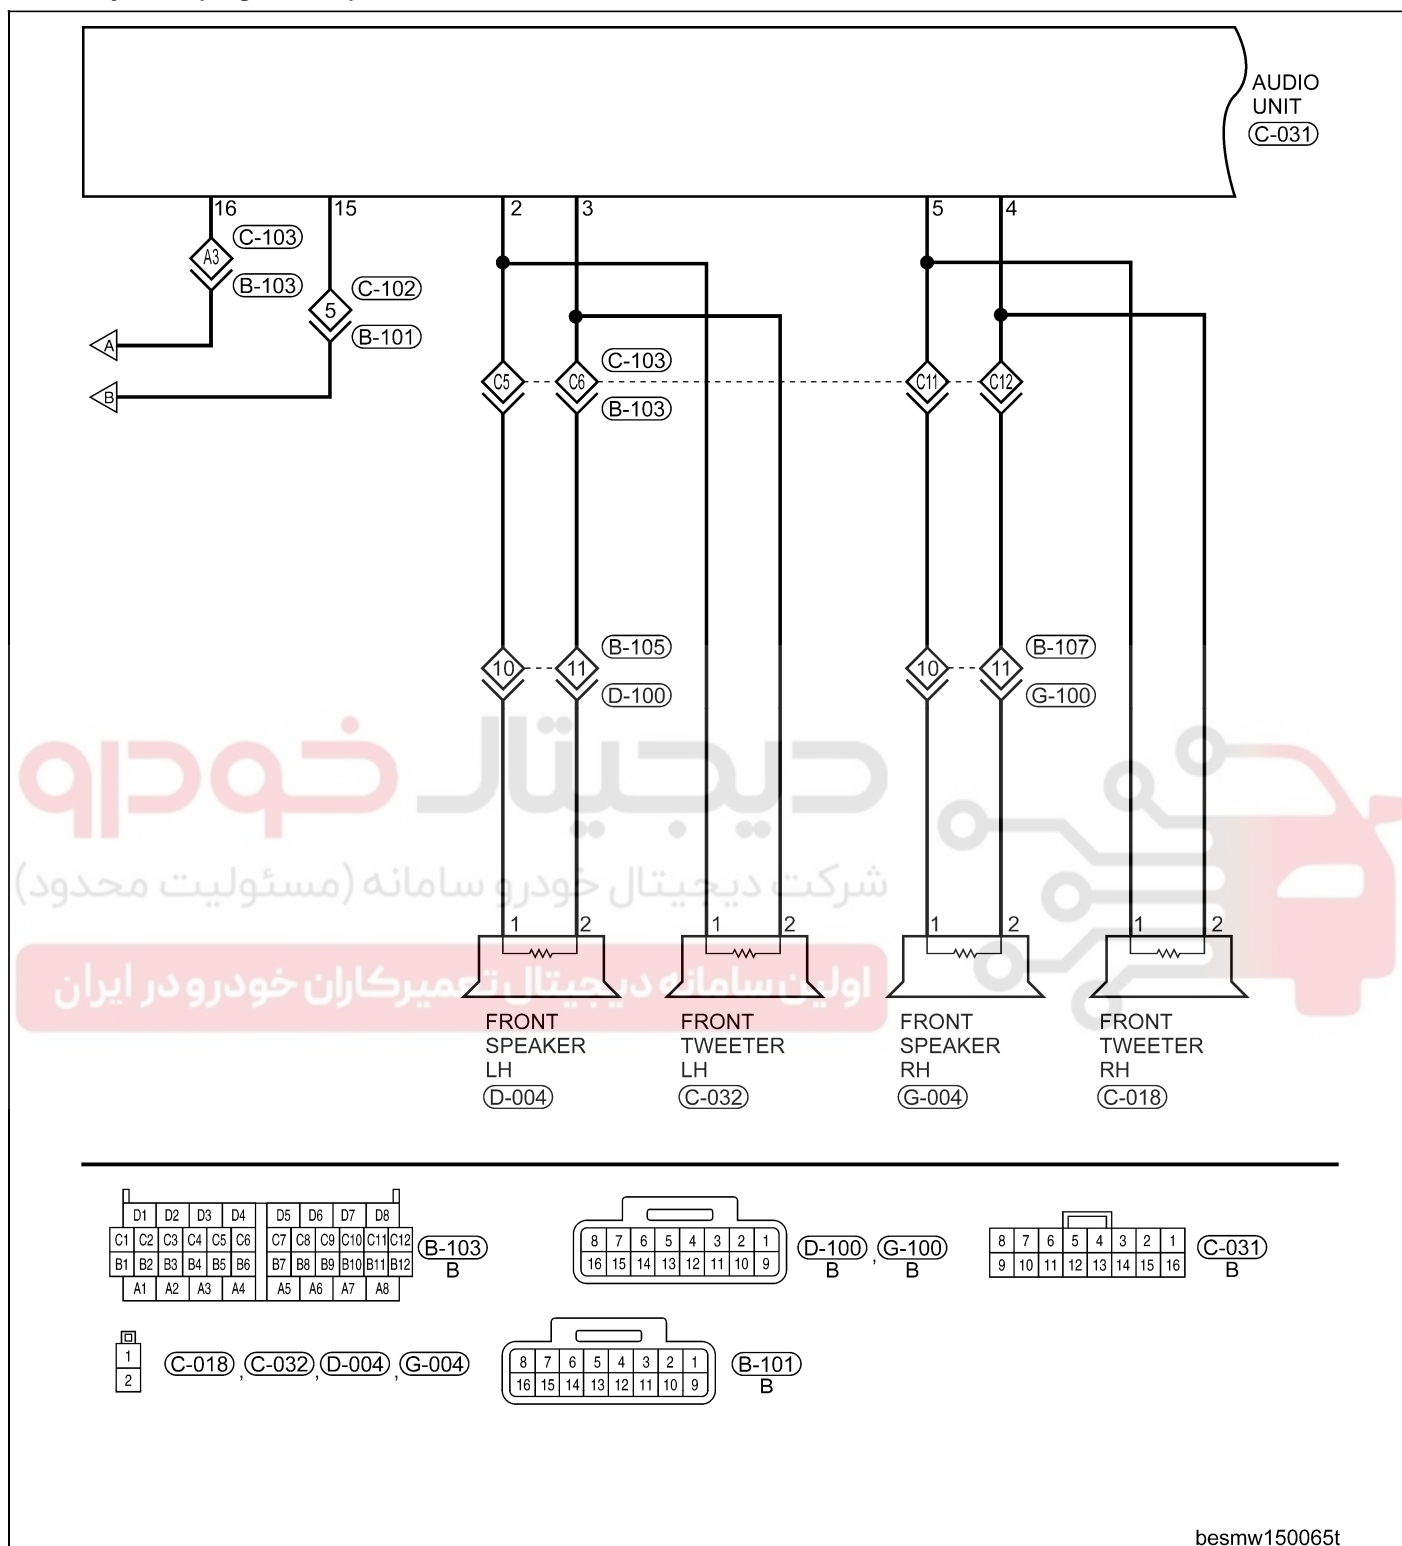 AUDIO
UNIT
C-031
16 15 2 3 5 4
A3 C-103
B-103
5 C-102
B-101
A
B
C5 C6 C-103 C11 C12
B-103
10 11 B-105 10 11 B-107
D-100 G-100
دیجیتال خودرو
شرکت دیجیتال خودرو سامانه (مسئولیت محدود)
اولین سامانه دیجیتال تعمیرکاران خودرو در ایران
1 2 1 2 1 2 1 2
FRONT
SPEAKER
LH
D-004
FRONT
TWEETER
LH
C-032
FRONT
SPEAKER
RH
G-004
FRONT
TWEETER
RH
C-018
D1 D2 D3 D4 D5 D6 D7 D8
C1 C2 C3 C4 C5 C6 C7 C8 C9 C10 C11 C12
B1 B2 B3 B4 B5 B6 B7 B8 B9 B10 B11 B12
A1 A2 A3 A4 A5 A6 A7 A8
B-103
B
8 7 6 5 4 3 2 1
16 15 14 13 12 11 10 9
D-100 , G-100
B B
8 7 6 5 4 3 2 1
9 10 11 12 13 14 15 16
C-031
B
1
2
C-018 , C-032 , D-004 , G-004
8 7 6 5 4 3 2 1
16 15 14 13 12 11 10 9
B-101
B
besmw150065t